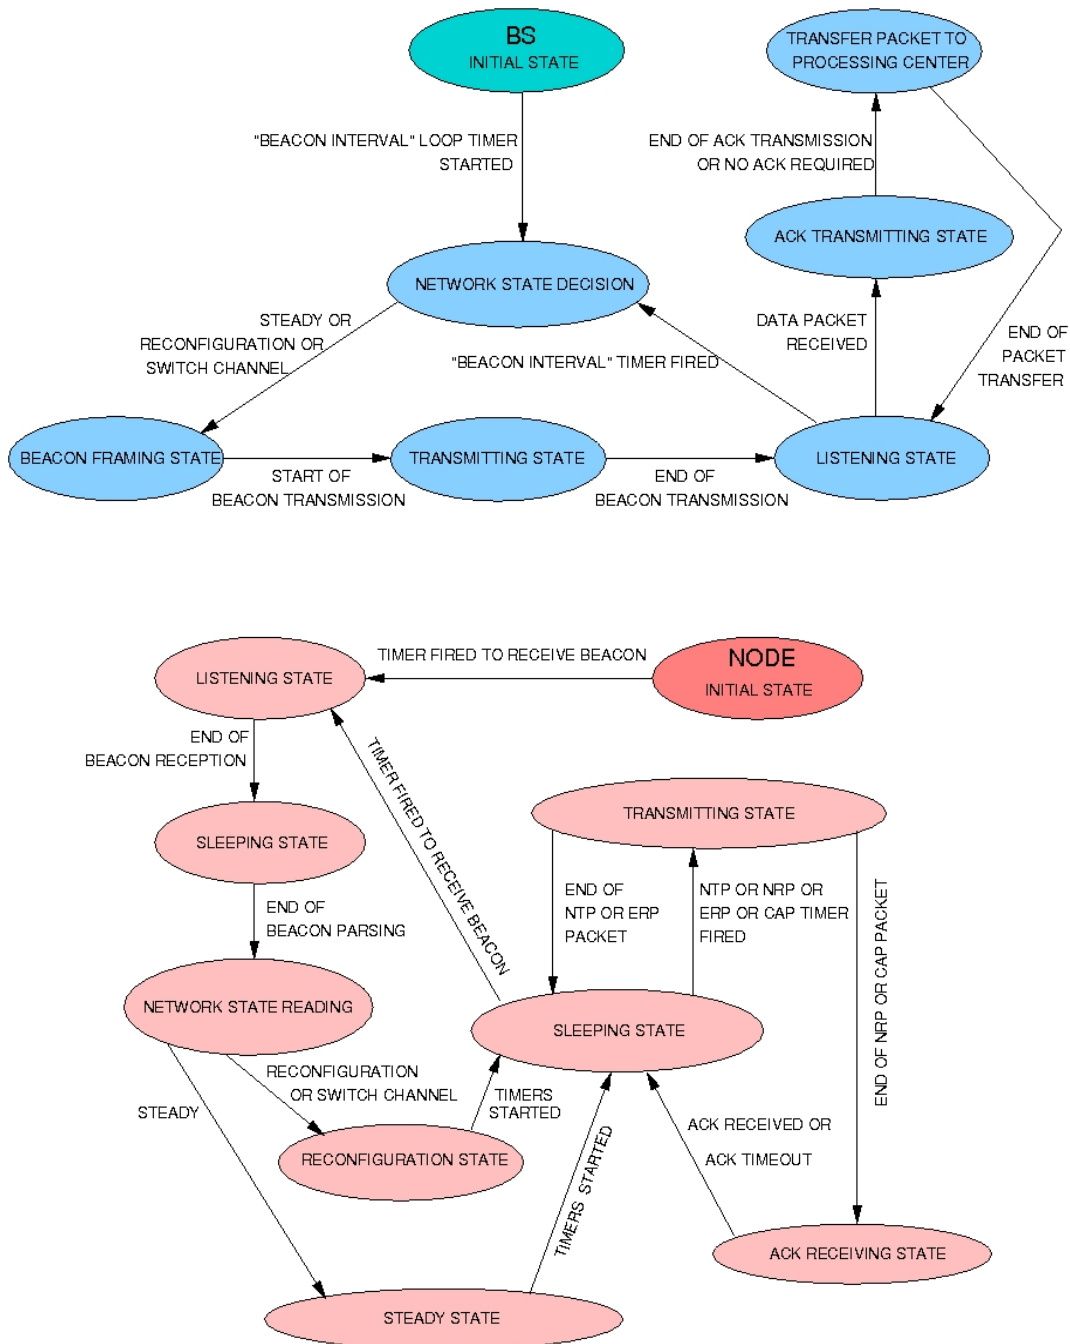 BS
INITIAL STATE
TRANSFER PACKET TO
PROCESSING CENTER
"BEACON INTERVAL" LOOP TIMER
STARTED
END OF ACK TRANSMISSION
OR NO ACK REQUIRED
ACK TRANSMITTING STATE
NETWORK STATE DECISION
STEADY OR
RECONFIGURATION OR
SWITCH CHANNEL
"BEACON INTERVAL" TIMER FIRED
DATA PACKET
RECEIVED
END OF
PACKET
TRANSFER
BEACON FRAMING STATE
START OF
BEACON TRANSMISSION
TRANSMITTING STATE
END OF
BEACON TRANSMISSION
LISTENING STATE
LISTENING STATE
TIMER FIRED TO RECEIVE BEACON
NODE
INITIAL STATE
END OF
BEACON RECEPTION
TIMER FIRED TO RECEIVE BEACON
TRANSMITTING STATE
SLEEPING STATE
END OF
BEACON PARSING
END OF
NTP OR ERP
PACKET
NTP OR NRP OR
ERP OR CAP TIMER
FIRED
END OF NRP OR CAP PACKET
NETWORK STATE READING
SLEEPING STATE
RECONFIGURATION
OR SWITCH CHANNEL
TIMERS
STARTED
STEADY
RECONFIGURATION STATE
TIMERS STARTED
ACK RECEIVED OR
ACK TIMEOUT
ACK RECEIVING STATE
STEADY STATE